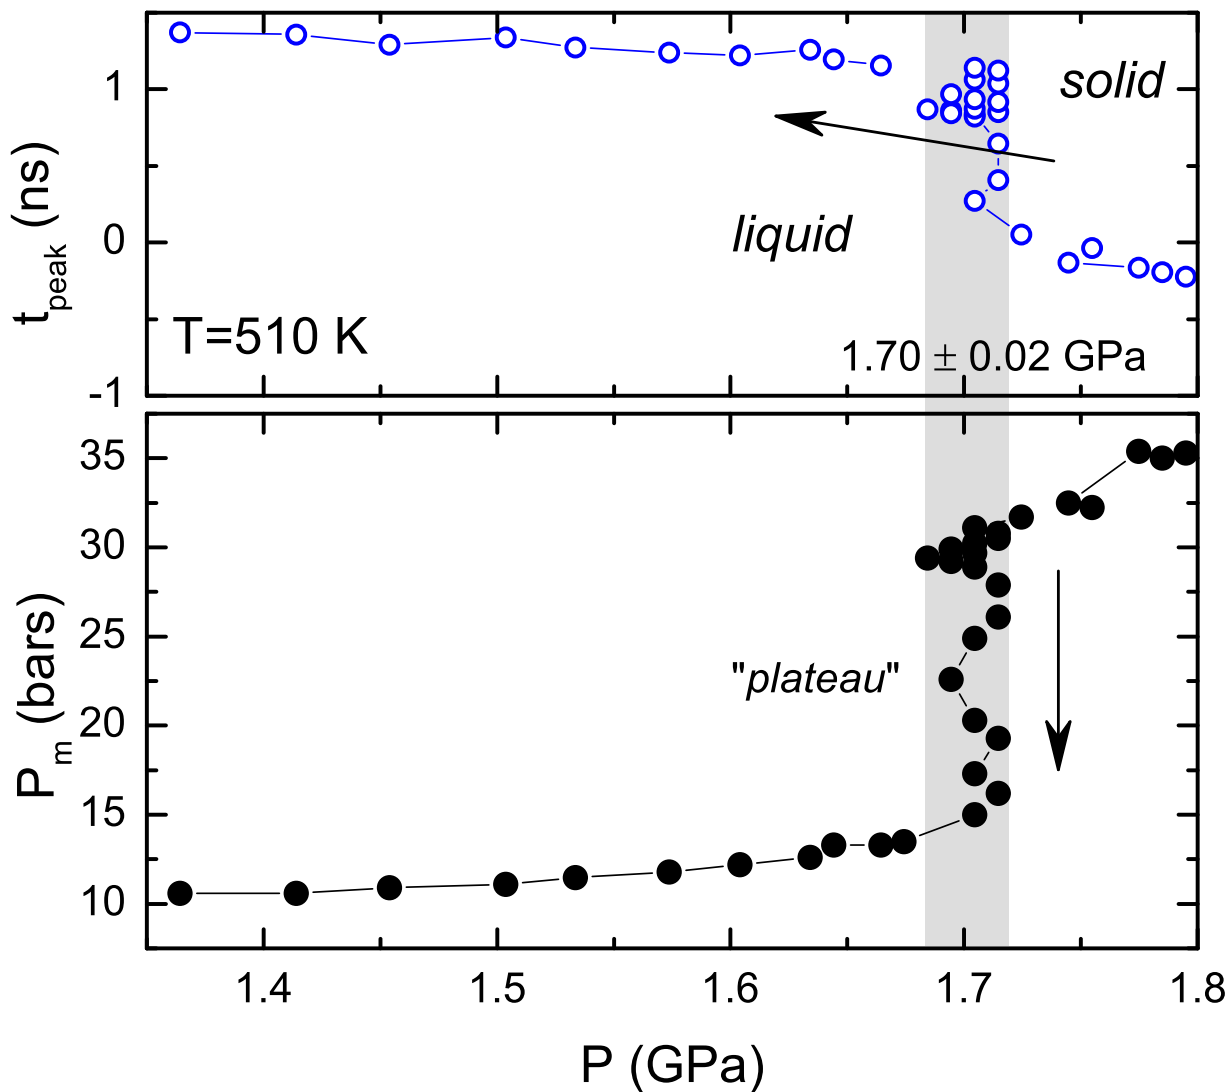 1
0
-1
t_peak (ns)
solid
liquid
T=510 K
1.70 ± 0.02 GPa
35
30
25
20
15
10
P_m (bars)
"plateau"
1.4 1.5 1.6 1.7 1.8
P (GPa)